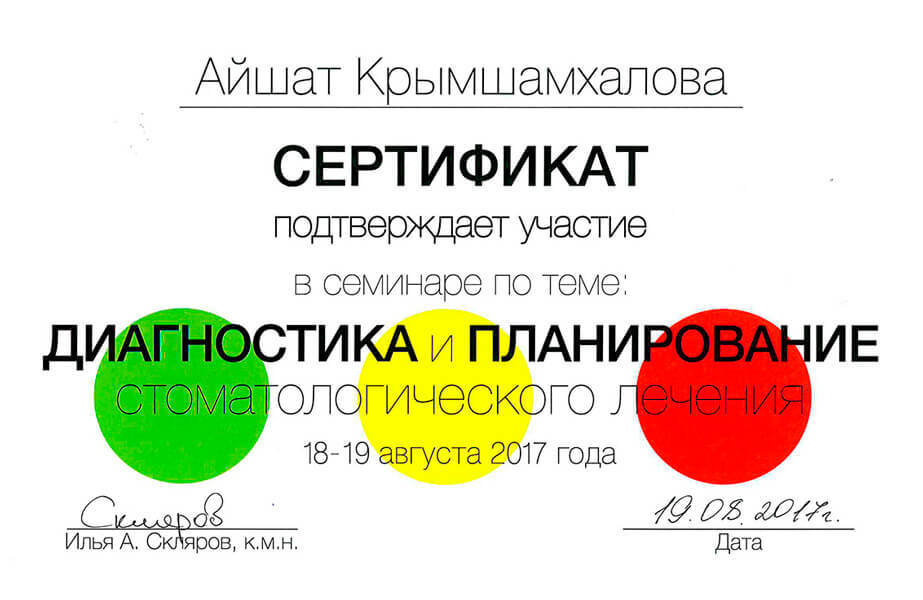 Айшат Крымшамхалова
СЕРТИФИКАТ
подтверждает участие
в семинаре по теме:
ДИАГНОСТИКА и ПЛАНИРОВАНИЕ
стоматологического лечения
18-19 августа 2017 года
Скляров
19.08.2017г.
Илья А. Скляров, к.м.н.
Дата